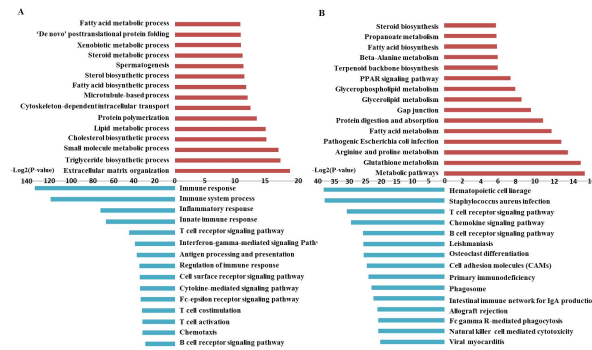 A
Fatty acid metabolic process
'De novo' posttranslational protein folding
Xenobiotic metabolic process
Steroid metabolic process
Spermatogenesis
Sterol biosynthetic process
Fatty acid biosynthetic process
Microtubule-based process
Cytoskeleton-dependent intracellular transport
Protein polymerization
Lipid metabolic process
Cholesterol biosynthetic process
Small molecule metabolic process
Triglyceride biosynthetic process
Extracellular matrix organization
0 5 10 15 20
-Log2(P-value)
140 120 100 80 60 40 20 0
Immune response
Immune system process
Inflammatory response
Innate immune response
T cell receptor signaling pathway
Interferon-gamma-mediated signaling Pathv
Antigen processing and presentation
Regulation of immune response
Cell surface receptor signaling pathway
Cytokine-mediated signaling pathway
Fc-epsilon receptor signaling pathway
T cell costimulation
T cell activation
Chemotaxis
B cell receptor signaling pathway
B
Steroid biosynthesis
Propanoate metabolism
Fatty acid biosynthesis
Beta-Alanine metabolism
Terpenoid backbone biosynthesis
PPAR signaling pathway
Glycerophospholipid metabolism
Glycerolipid metabolism
Gap junction
Protein digestion and absorption
Fatty acid metabolism
Pathogenic Escherichia coli infection
Arginine and proline metabolism
Glutathione metabolism
Metabolic pathways
0 2 4 6 8 10 12 14 1
-Log2(P-value)
40 35 30 25 20 15 10 5 0
Hematopoietic cell lineage
Staphylococcus aureus infection
T cell receptor signaling pathway
Chemokine signaling pathway
B cell receptor signaling pathway
Leishmaniasis
Osteoclast differentiation
Cell adhesion molecules (CAMs)
Primary immunodeficiency
Phagosome
Intestinal immune network for IgA productio
Allograft rejection
Fc gamma R-mediated phagocytosis
Natural killer cell mediated cytotoxicity
Viral myocarditis